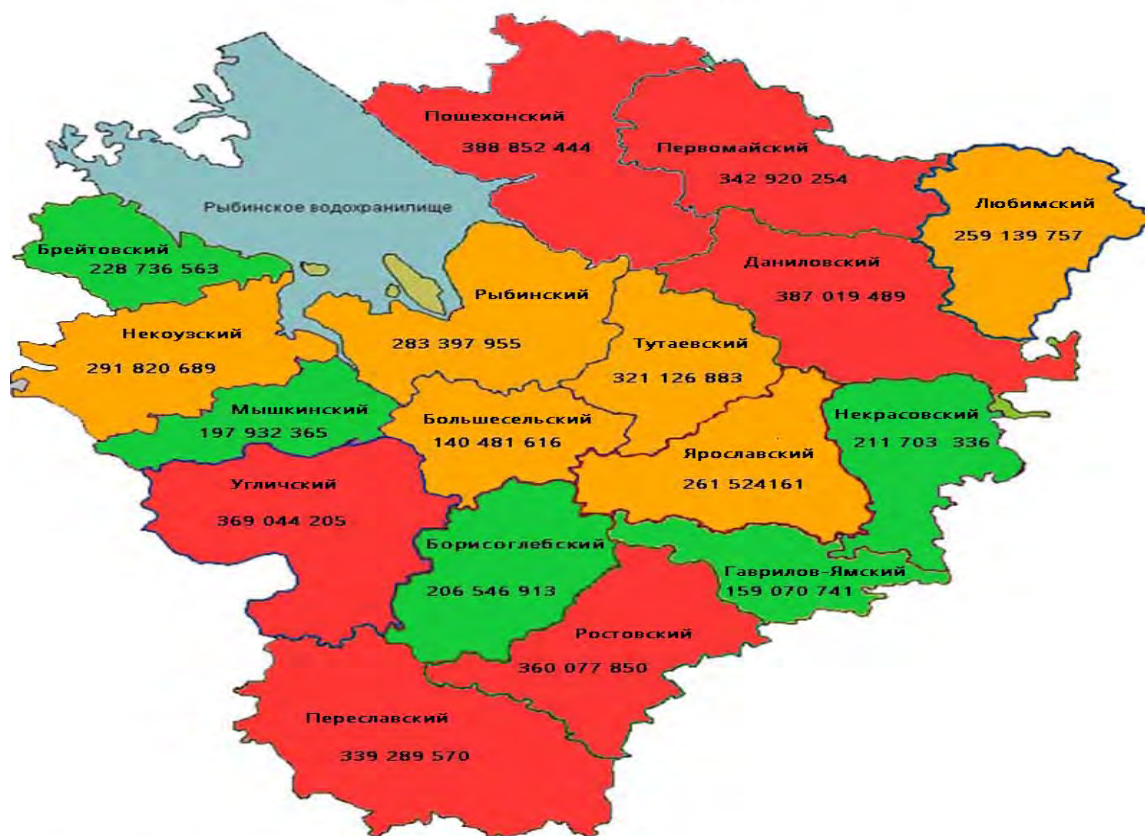 Пошехонский
388 852 444
Первомайский
342 920 254
Любимский
259 139 757
Рыбинское водохранилище
Брейтовский
228 736 563
Даниловский
387 019 489
Рыбинский
283 397 955
Некоузский
291 820 689
Тутаевский
321 126 883
Мышкинский
197 932 365
Большесельский
140 481 616
Некрасовский
211 703 336
Ярославский
261 524161
Угличский
369 044 205
Борисоглебский
206 546 913
Гаврилов-Ямский
159 070 741
Ростовский
360 077 850
Переславский
339 289 570